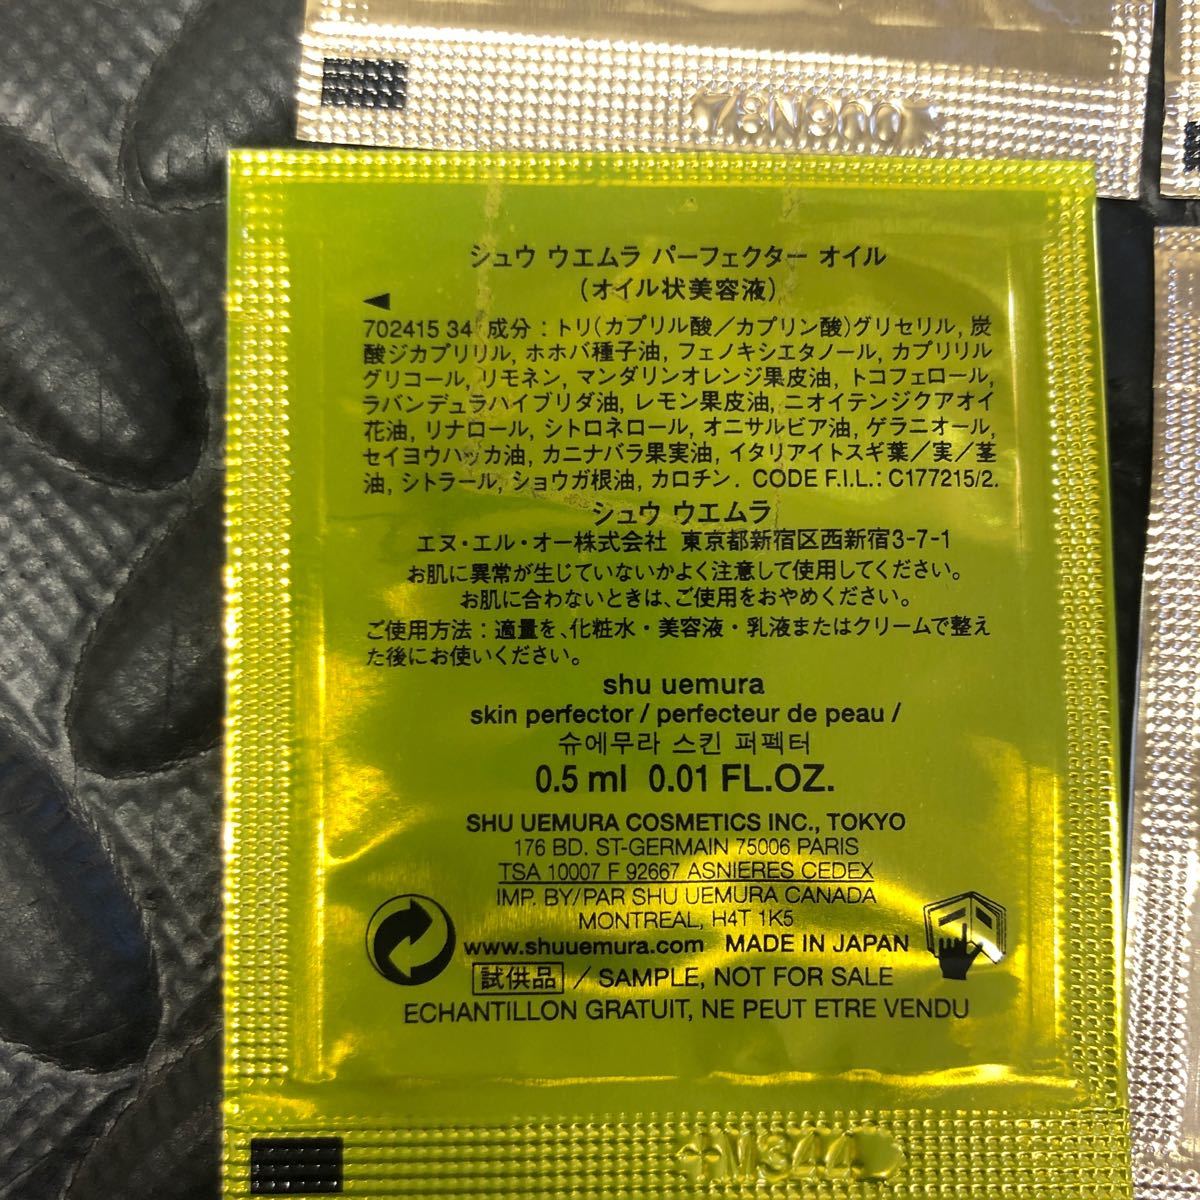 78N900
シュウ ウエムラ パーフェクター オイル
(オイル状美容液)
702415 34 成分 : トリ(カプリル酸/カプリン酸)グリセリル, 炭
酸ジカプリリル, ホホバ種子油, フェノキシエタノール, カプリリル
グリコール, リモネン, マンダリンオレンジ果皮油, トコフェロール,
ラバンデュラハイブリダ油, レモン果皮油, ニオイテンジクアオイ
花油, リナロール, シトロネロール, オニサルビア油, ゲラニオール,
セイヨウハッカ油, カニナバラ果実油, イタリアイトスギ葉/実/茎
油, シトラール, ショウガ根油, カロチン. CODE F.I.L.: C177215/2.
シュウ ウエムラ
エヌ・エル・オー株式会社 東京都新宿区西新宿3-7-1
お肌に異常が生じていないかよく注意して使用してください。
お肌に合わないときは、ご使用をおやめください。
ご使用方法 : 適量を、化粧水・美容液・乳液またはクリームで整え
た後にお使いください。
shu uemura
skin perfector / perfecteur de peau /
슈에무라 스킨 퍼펙터
0.5 ml 0.01 FL.OZ.
SHU UEMURA COSMETICS INC., TOKYO
176 BD. ST-GERMAIN 75006 PARIS
TSA 10007 F 92667 ASNIERES CEDEX
IMP. BY/PAR SHU UEMURA CANADA
MONTREAL, H4T 1K5
www.shuuemura.com MADE IN JAPAN
試供品 / SAMPLE, NOT FOR SALE
ECHANTILLON GRATUIT, NE PEUT ETRE VENDU
+M344